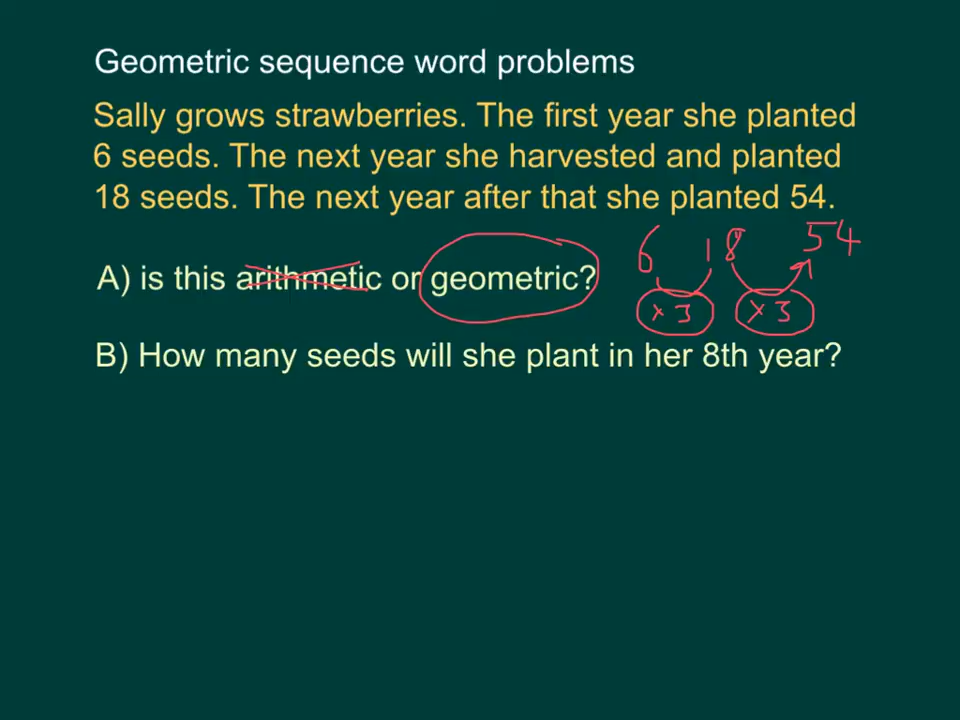 Geometric sequence word problems
Sally grows strawberries. The first year she planted
6 seeds. The next year she harvested and planted
18 seeds. The next year after that she planted 54.
6 18 54
A) is this arithmetic or geometric?
× 3 × 3
B) How many seeds will she plant in her 8th year?